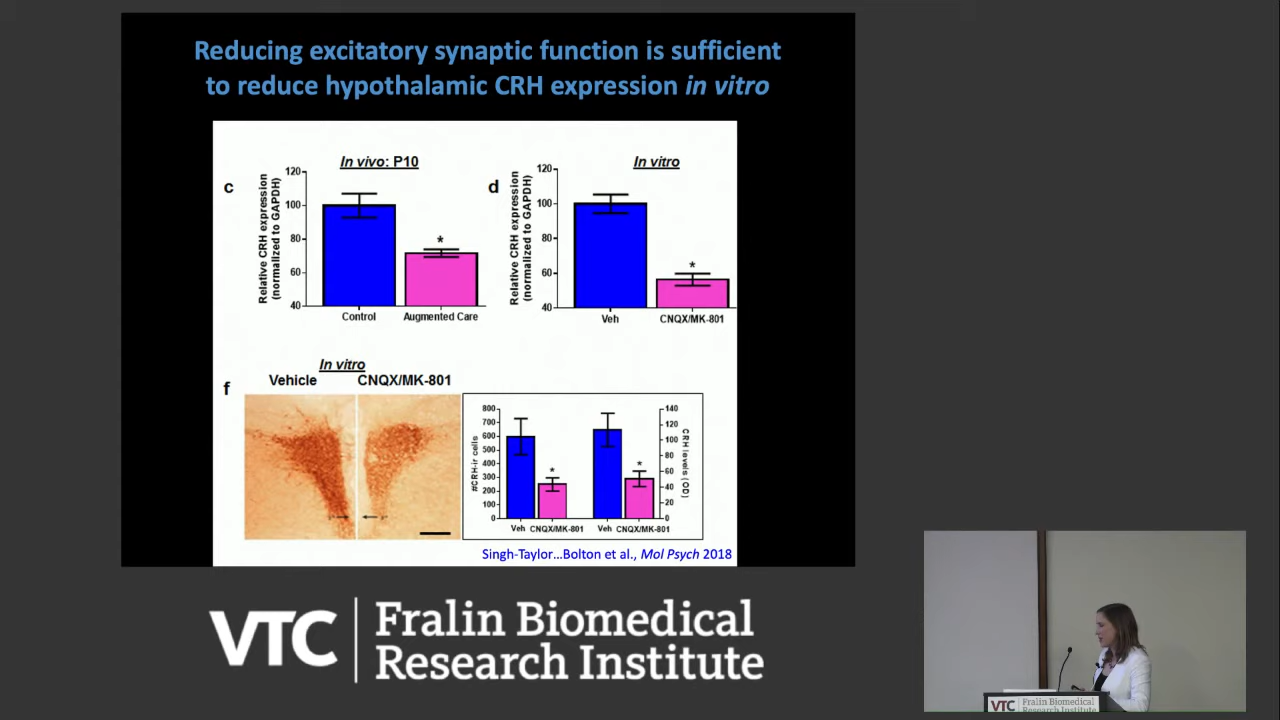 Reducing excitatory synaptic function is sufficient
to reduce hypothalamic CRH expression in vitro
c
In vivo: P10
Relative CRH expression
(normalized to GAPDH)
120
100
80
60
40
*
Control
Augmented Care
d
In vitro
Relative CRH expression
(normalized to GAPDH)
120
100
80
60
40
*
Veh
CNQX/MK-801
f
In vitro
Vehicle
CNQX/MK-801
#CRH-ir cells
800
700
600
500
400
300
200
100
0
*
*
Veh
CNQX/MK-801
Veh
CNQX/MK-801
140
120
100
80
60
40
20
0
CRH levels (OD)
Singh-Taylor...Bolton et al., Mol Psych 2018
VTC
Fralin Biomedical
Research Institute
VTC
Fralin Biomedical
Research Institute